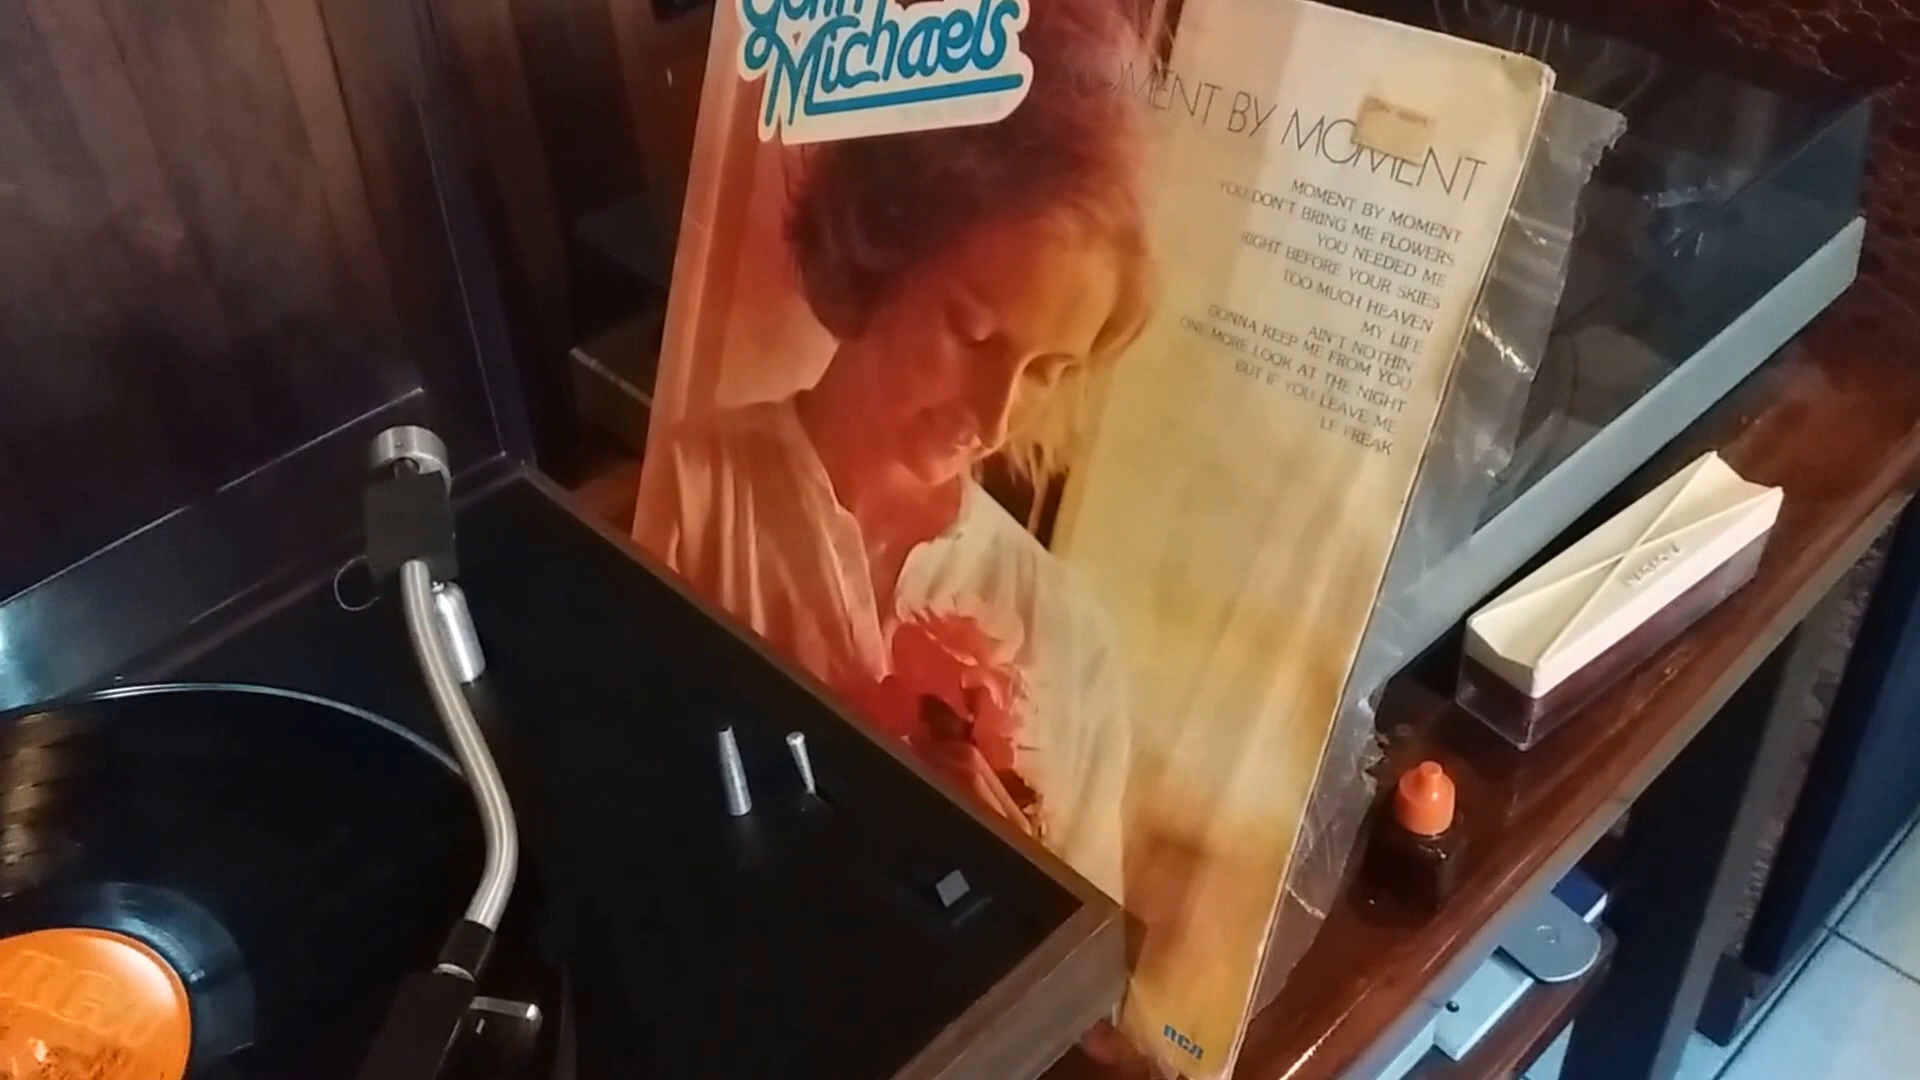 John
Michaels
MOMENT BY MOMENT
MOMENT BY MOMENT
YOU DON'T BRING ME FLOWERS
YOU NEEDED ME
RIGHT BEFORE YOUR SKIES
TOO MUCH HEAVEN
MY LIFE
AIN'T NOTHIN'
GONNA KEEP ME FROM YOU
ONE MORE LOOK AT THE NIGHT
BUT IF YOU LEAVE ME
LE FREAK
RCA
RCA